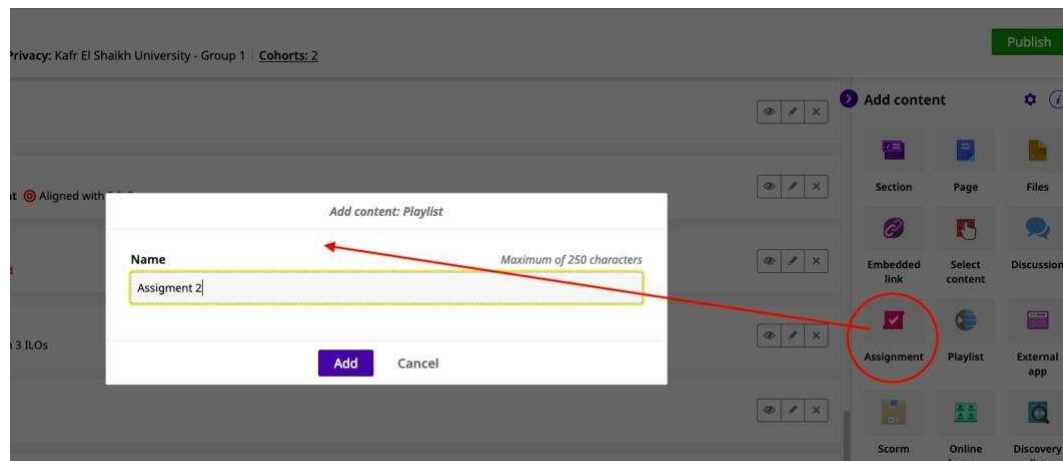 Privacy: Kafr El Shaikh University - Group 1 Cohorts: 2
Publish
Add content
Section
Page
Files
Aligned with
Add content: Playlist
Name
Maximum of 250 characters
Assigment 2
Add
Cancel
Embedded link
Select content
Discussion
3 ILOs
Assignment
Playlist
External app
Scorm
Online
Discovery